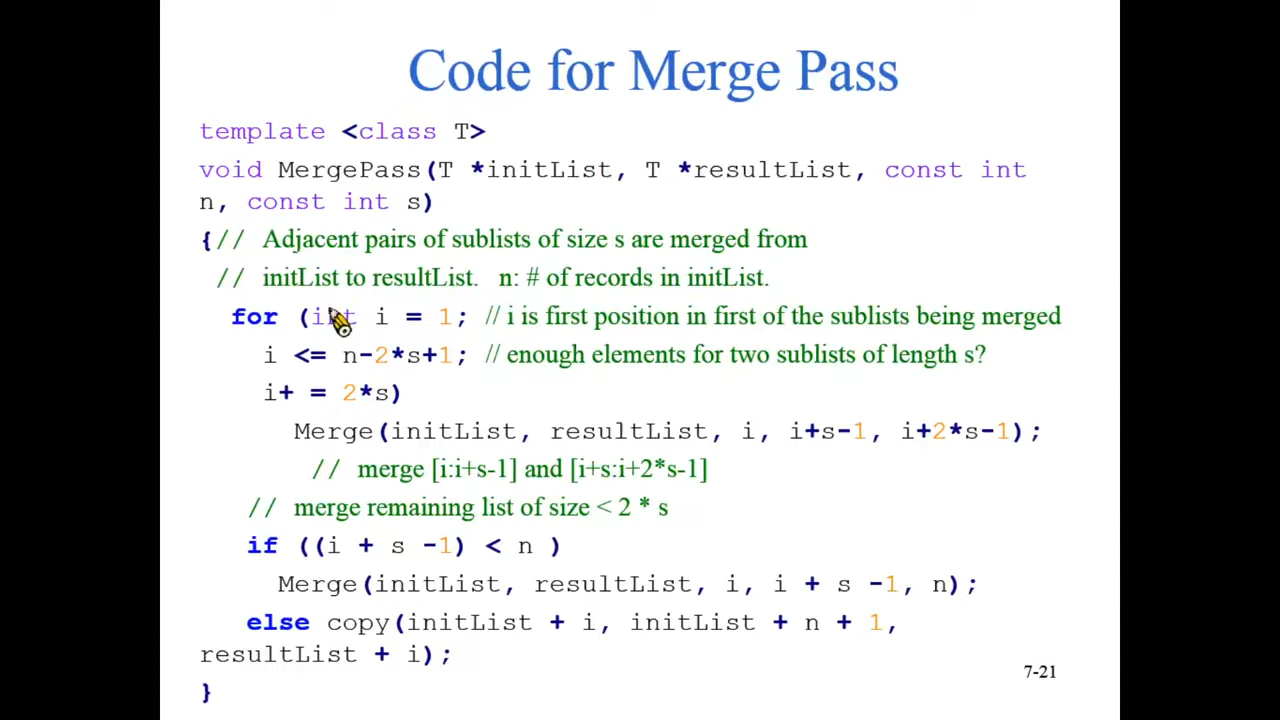 Code for Merge Pass
template <class T>
void MergePass(T *initList, T *resultList, const int
n, const int s)
{// Adjacent pairs of sublists of size s are merged from
// initList to resultList. n: # of records in initList.
for (int i = 1; // i is first position in first of the sublists being merged
i <= n-2*s+1; // enough elements for two sublists of length s?
i+ = 2*s)
Merge(initList, resultList, i, i+s-1, i+2*s-1);
// merge [i:i+s-1] and [i+s:i+2*s-1]
// merge remaining list of size < 2 * s
if ((i + s -1) < n )
Merge(initList, resultList, i, i + s -1, n);
else copy(initList + i, initList + n + 1,
resultList + i);
}
7-21